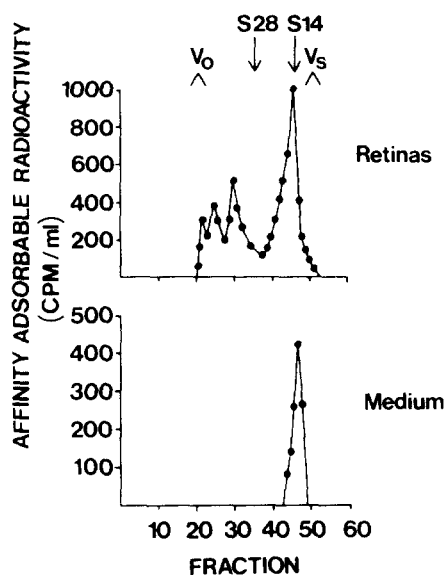 S28 S14
V₀ Vₛ
AFFINITY ADSORBABLE RADIOACTIVITY
(CPM/ml)
1000
800
600
400
200
Retinas
500
400
300
200
100
Medium
10 20 30 40 50 60
FRACTION